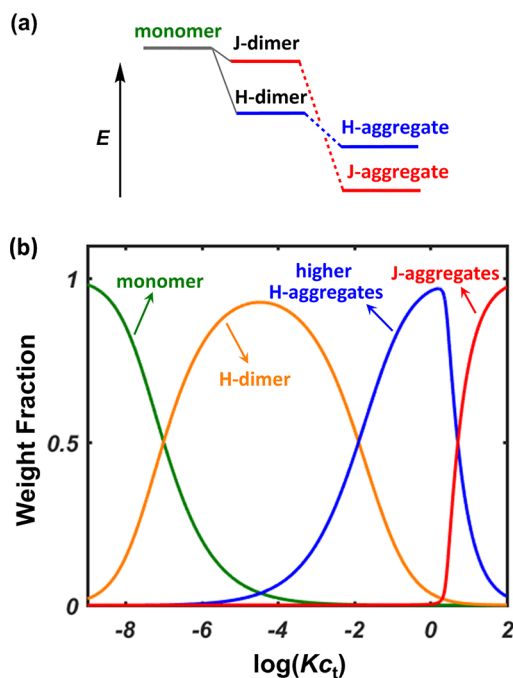 (a)
monomer
J-dimer
H-dimer
H-aggregate
J-aggregate
E
(b)
1
monomer
higher
H-aggregates
J-aggregates
H-dimer
0.5
0
Weight Fraction
-8 -6 -4 -2 0 2
log(Kcₜ)